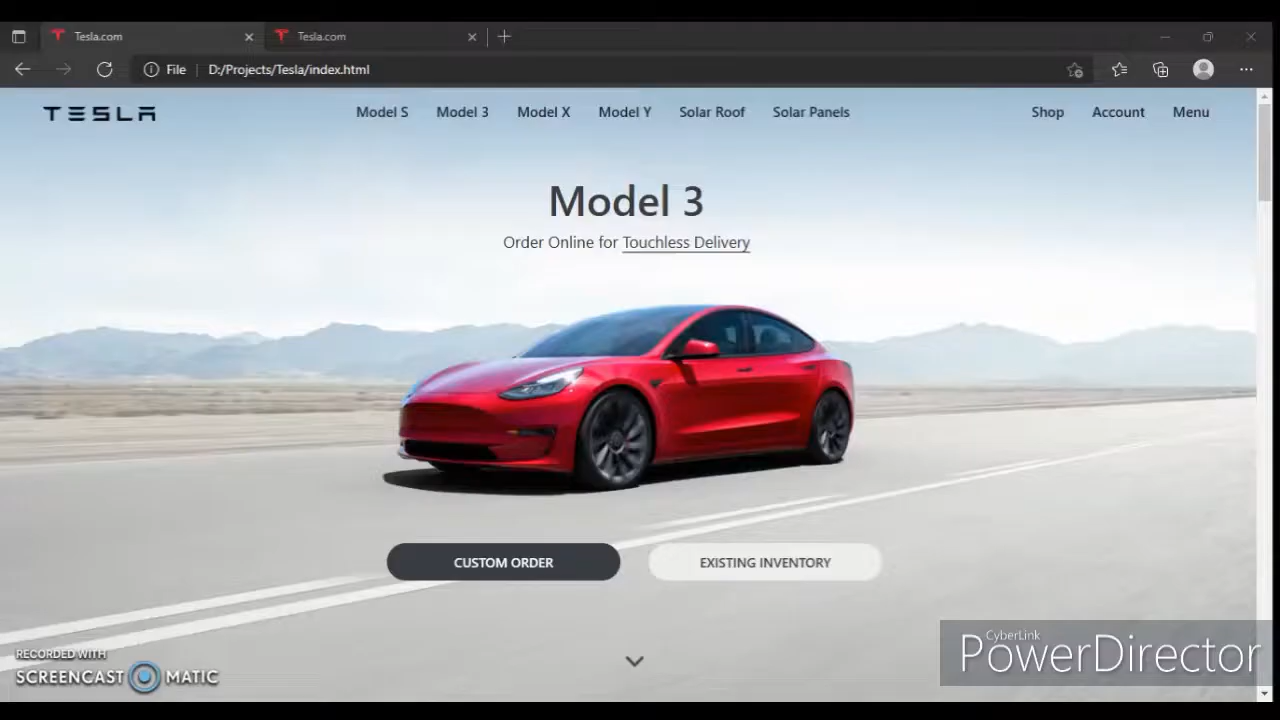 Tesla.com
Tesla.com
File D:/Projects/Tesla/index.html
TESLA Model S Model 3 Model X Model Y Solar Roof Solar Panels Shop Account Menu
Model 3
Order Online for Touchless Delivery
CUSTOM ORDER EXISTING INVENTORY
RECORDED WITH
SCREENCAST MATIC
CyberLink
PowerDirector